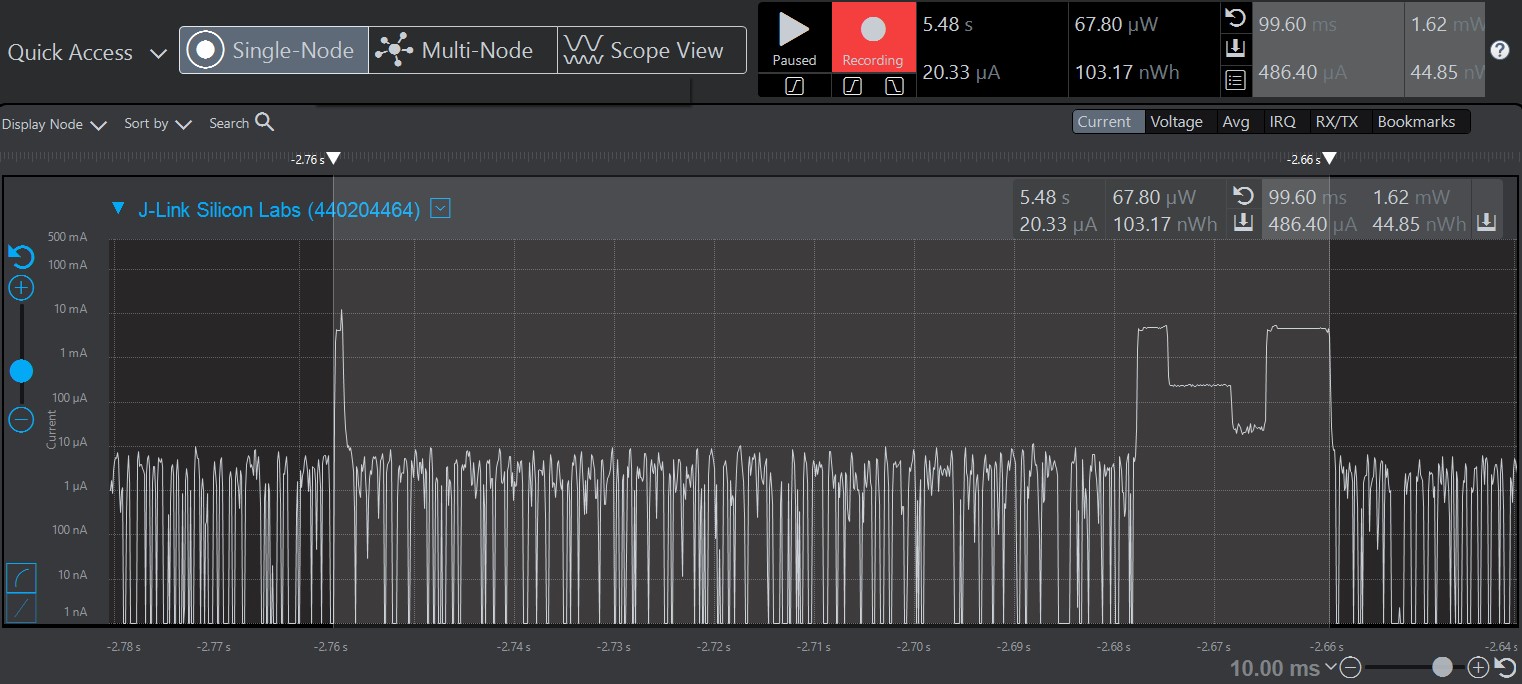 Quick Access
Single-Node
Multi-Node
Scope View
Paused
Recording
5.48 s
67.80 µW
20.33 µA
103.17 nWh
99.60 ms
1.62 mW
486.40 µA
44.85 nW
?
Display Node
Sort by
Search
Current
Voltage
Avg
IRQ
RX/TX
Bookmarks
-2.76 s
-2.66 s
J-Link Silicon Labs (440204464)
5.48 s 67.80 µW
20.33 µA 103.17 nWh
99.60 ms 1.62 mW
486.40 µA 44.85 nWh
500 mA
100 mA
10 mA
1 mA
100 µA
10 µA
1 µA
100 nA
10 nA
1 nA
Current
-2.78 s -2.77 s -2.76 s -2.74 s -2.73 s -2.72 s -2.71 s -2.70 s -2.69 s -2.68 s -2.67 s -2.66 s -2.64 s
10.00 ms